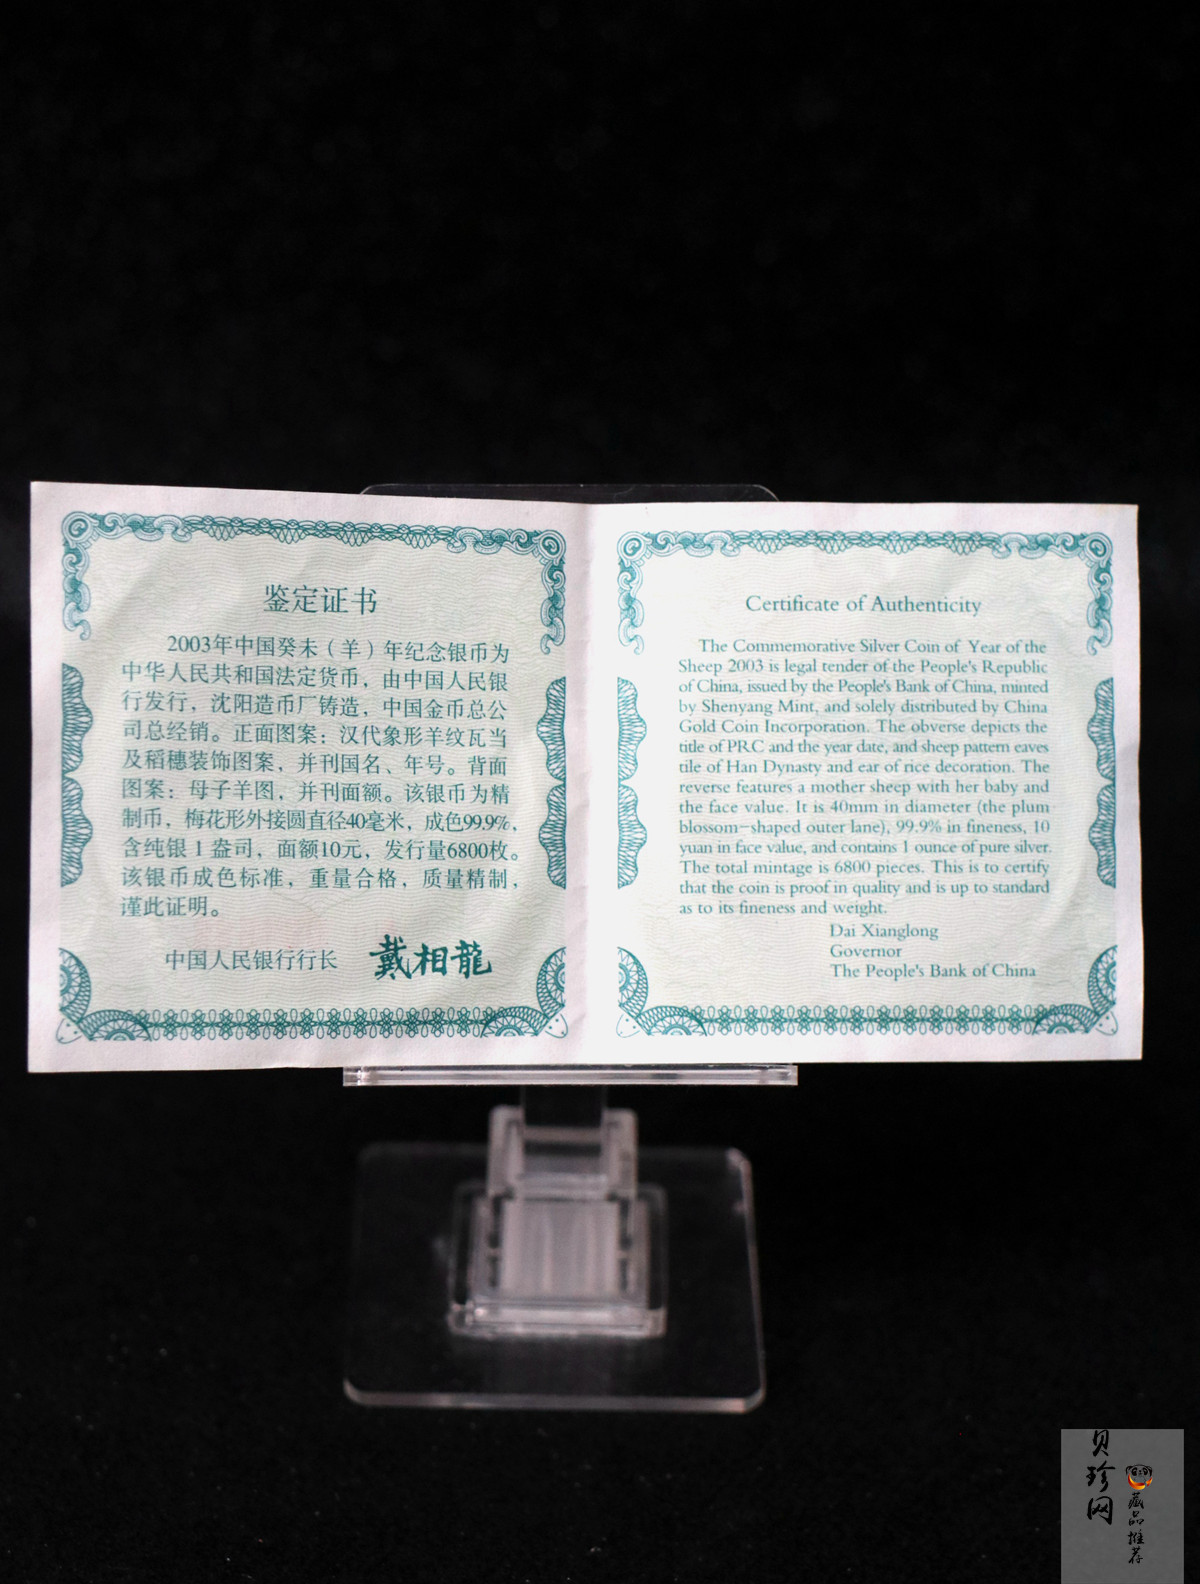 鉴定证书
2003年中国癸未（羊）年纪念银币为
中华人民共和国法定货币，由中国人民银
行发行，沈阳造币厂铸造，中国金币总公
司总经销。正面图案：汉代象形羊纹瓦当
及稻穗装饰图案，并刊国名、年号。背面
图案：母子羊图，并刊面额。该银币为精
制币，梅花形外接圆直径40毫米，成色99.9%，
含纯银1盎司，面额10元，发行量6800枚。
该银币成色标准，重量合格，质量精制，
谨此证明。
中国人民银行行长 戴相龍
Certificate of Authenticity
The Commemorative Silver Coin of Year of the
Sheep 2003 is legal tender of the People's Republic
of China, issued by the People's Bank of China, minted
by Shenyang Mint, and solely distributed by China
Gold Coin Incorporation. The obverse depicts the
title of PRC and the year date, and sheep pattern eaves
tile of Han Dynasty and ear of rice decoration. The
reverse features a mother sheep with her baby and
the face value. It is 40mm in diameter (the plum
blossom-shaped outer lane), 99.9% in fineness, 10
yuan in face value, and contains 1 ounce of pure silver.
The total mintage is 6800 pieces. This is to certify
that the coin is proof in quality and is up to standard
as to its fineness and weight.
Dai Xianglong
Governor
The People's Bank of China
贝珍网
藏品推荐